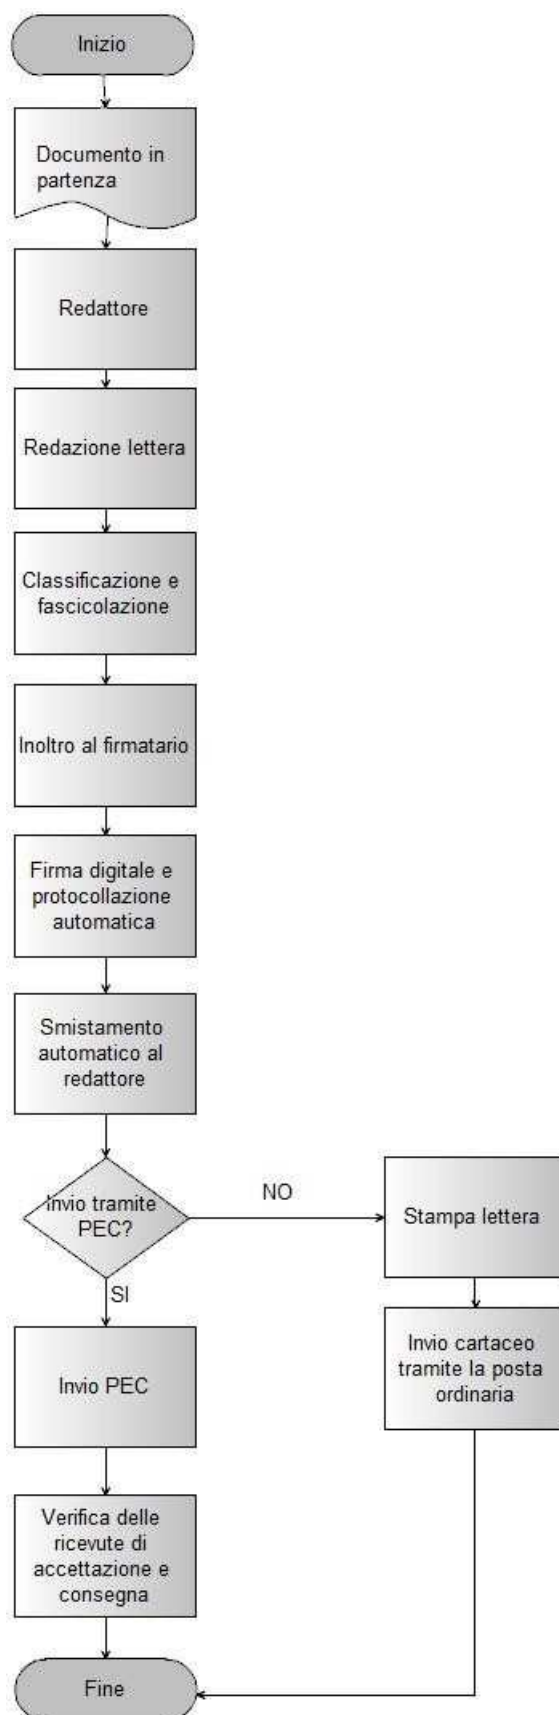 Inizio
Documento in
partenza
Redattore
Redazione lettera
Classificazione e
fascicolazione
Inoltro al firmatario
Firma digitale e
protocollazione
automatica
Smistamento
automatico al
redattore
Invio tramite
PEC?
NO
Stampa lettera
SI
Invio cartaceo
tramite la posta
ordinaria
Invio PEC
Verifica delle
ricevute di
accettazione e
consegna
Fine